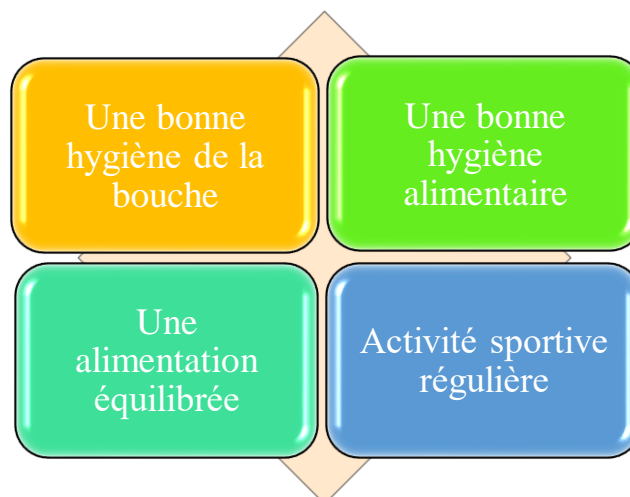 Une bonne
hygiène de la
bouche
Une bonne
hygiène
alimentaire
Une
alimentation
équilibrée
Activité sportive
régulière